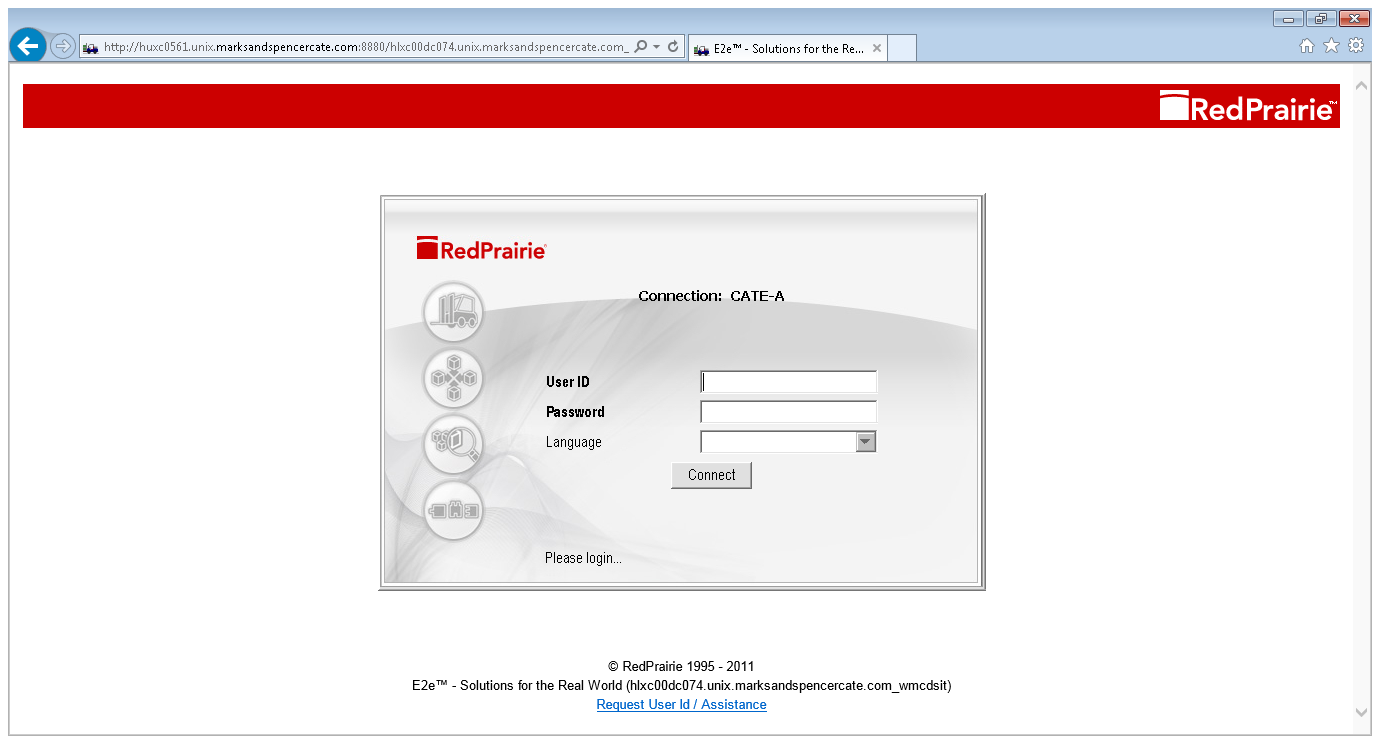 http://huxc0561.unix.marksandspencercate.com:8880/hlxc00dc074.unix.marksandspencercate.com_
E2e™ - Solutions for the Re...
RedPrairie™
RedPrairie
Connection: CATE-A
User ID
Password
Language
Connect
Please login...
© RedPrairie 1995 - 2011
E2e™ - Solutions for the Real World (hlxc00dc074.unix.marksandspencercate.com_wmcdsit)
Request User Id / Assistance